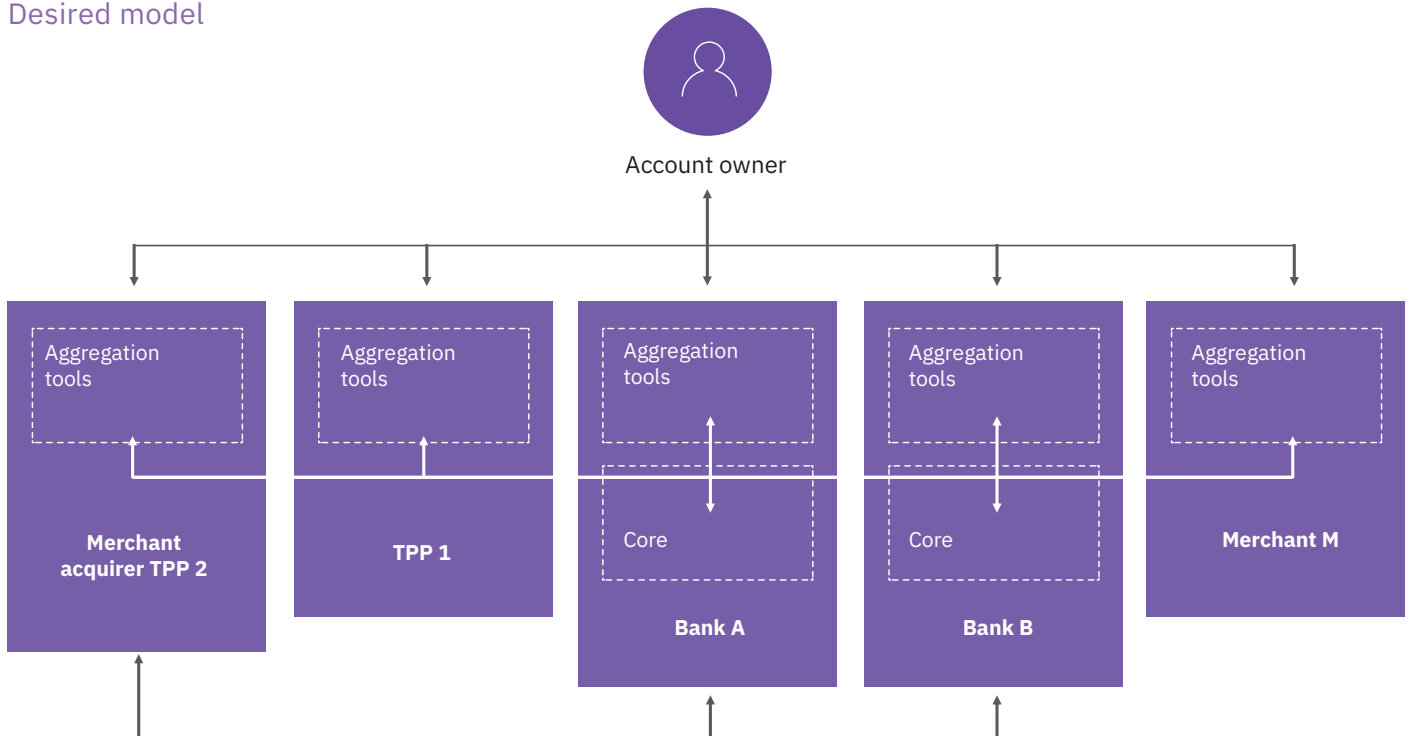 Desired model
Account owner
Aggregation
tools
Aggregation
tools
Aggregation
tools
Aggregation
tools
Aggregation
tools
Merchant
acquirer TPP 2
TPP 1
Core
Bank A
Core
Bank B
Merchant M